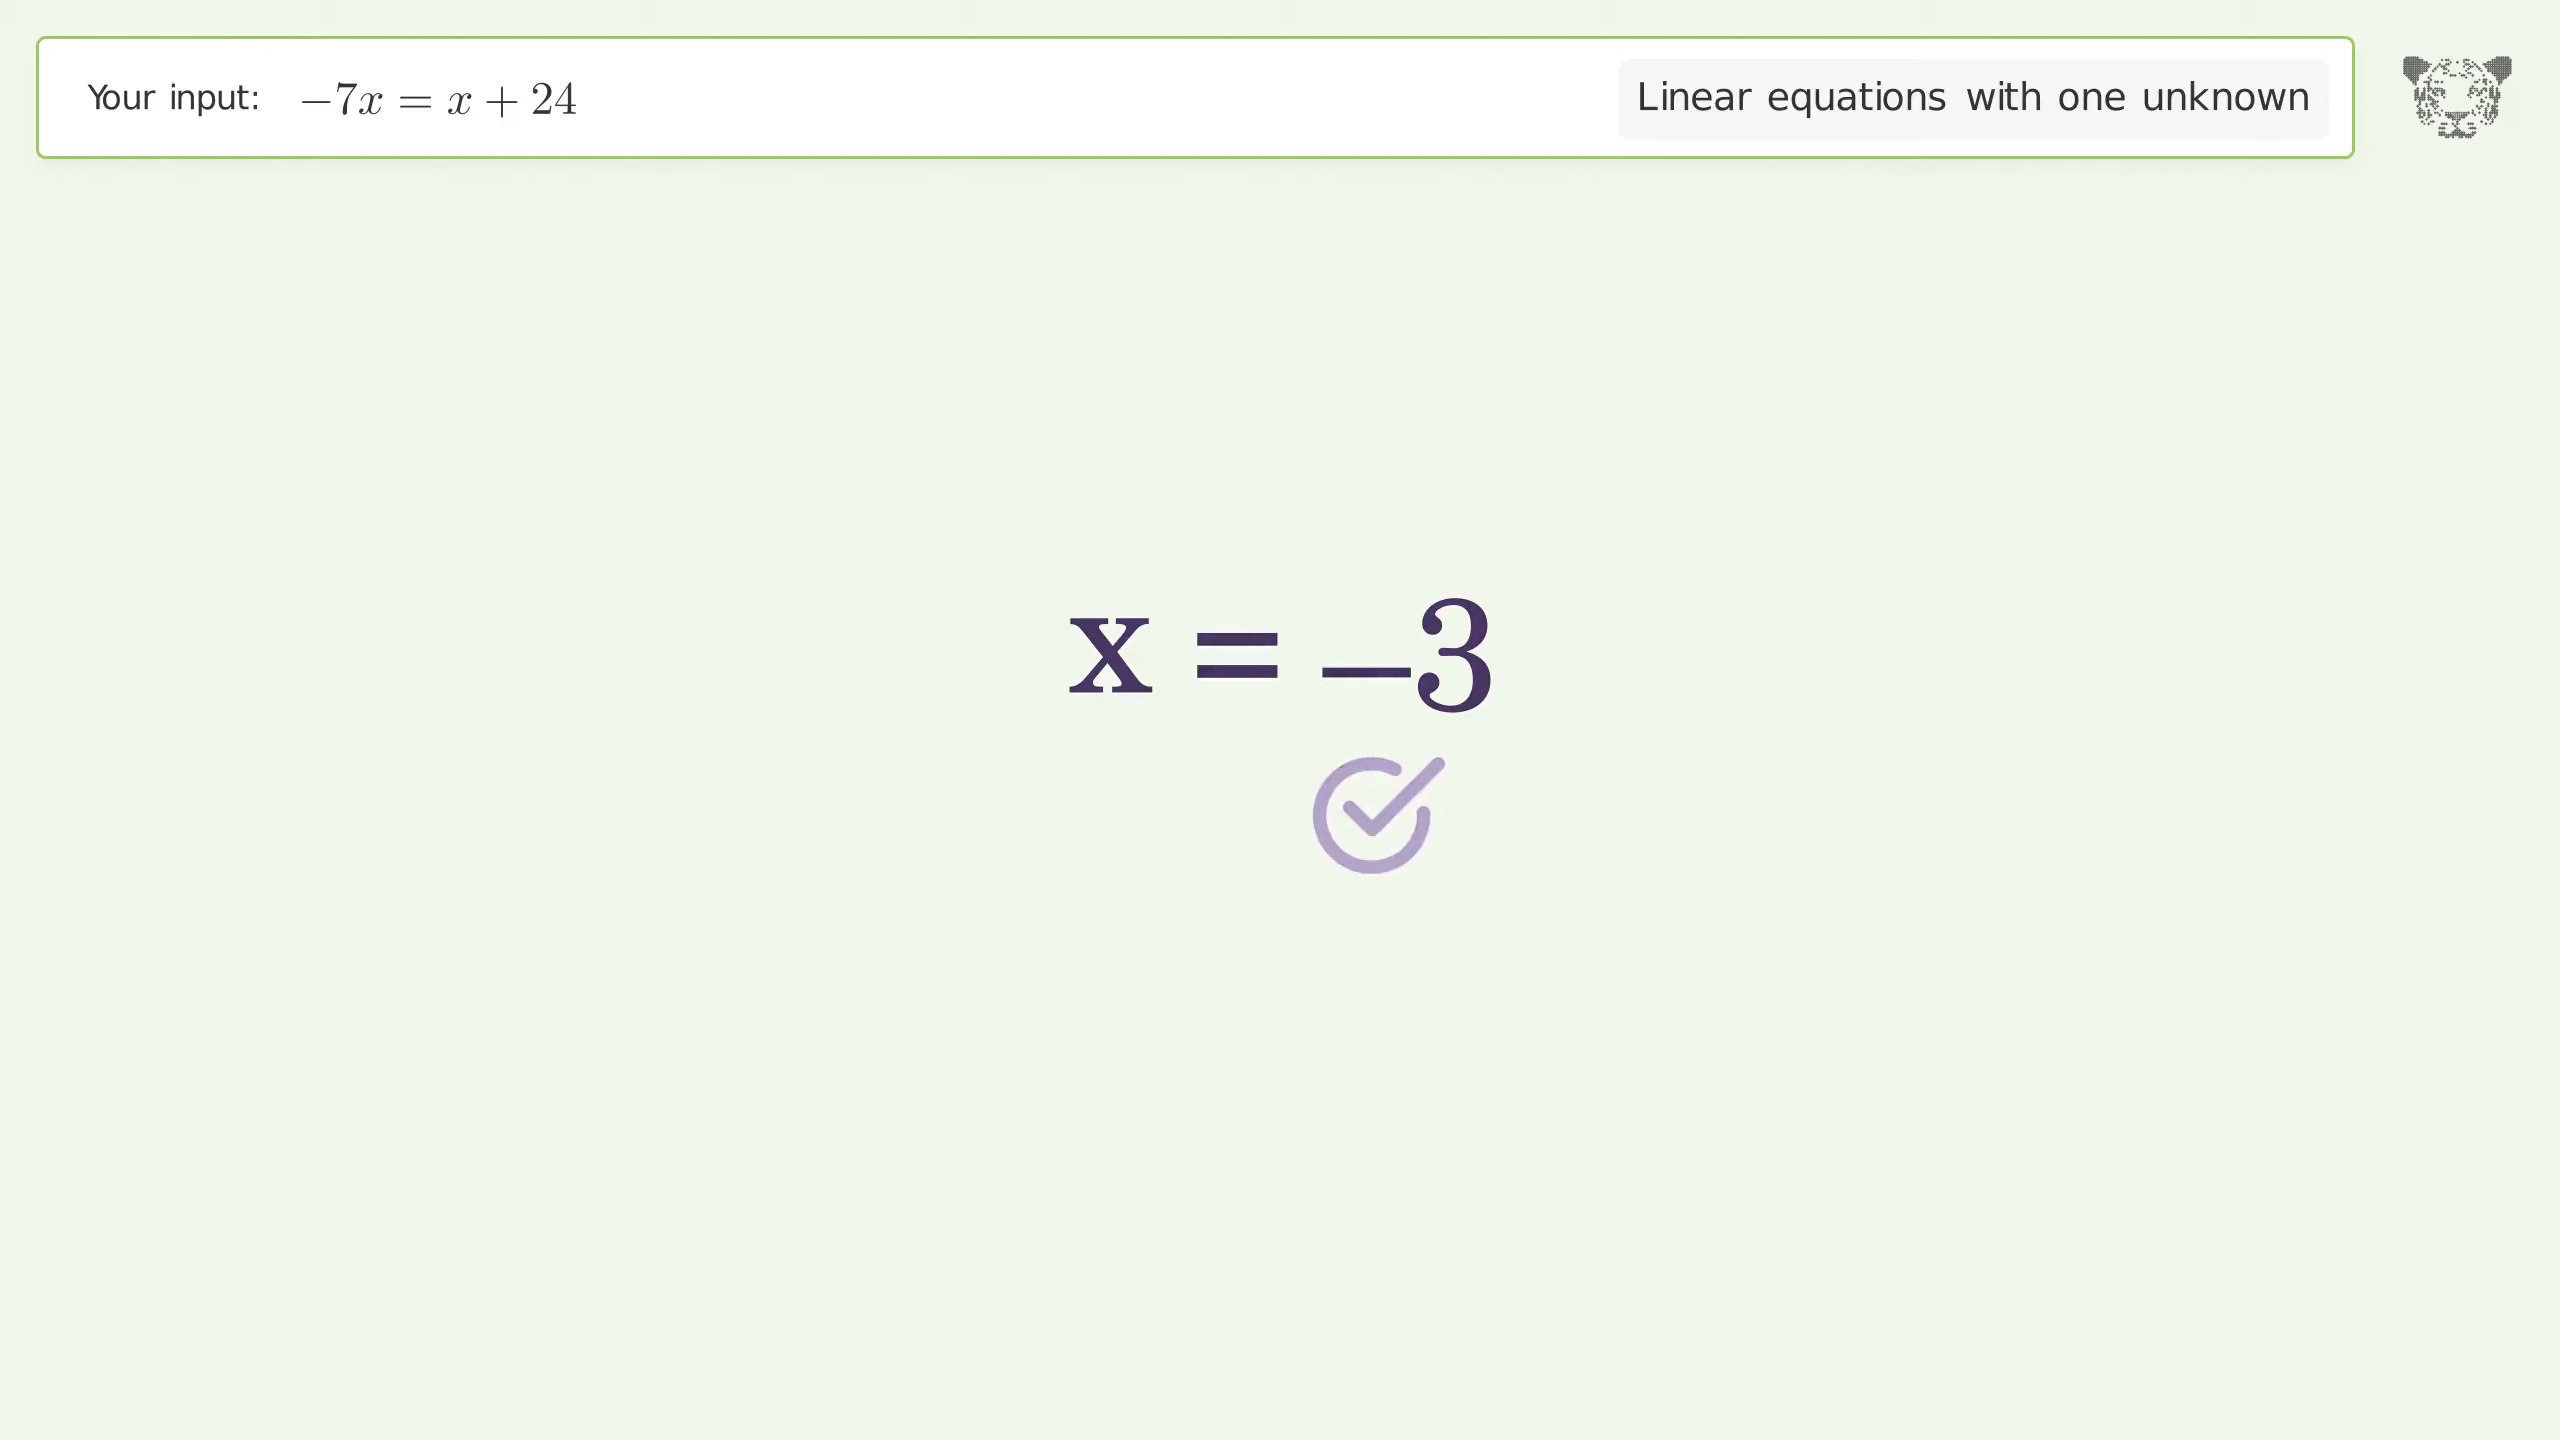 Your input: −7x = x + 24
Linear equations with one unknown
x = −3